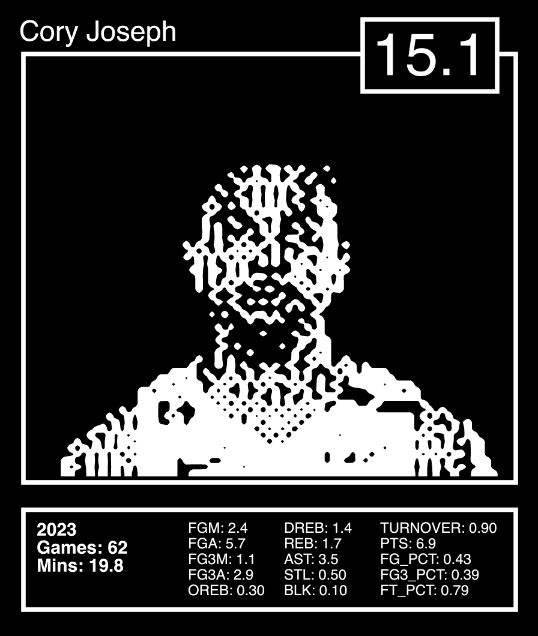 Cory Joseph
15.1
2023
Games: 62
Mins: 19.8
FGM: 2.4
FGA: 5.7
FG3M: 1.1
FG3A: 2.9
OREB: 0.30
DREB: 1.4
REB: 1.7
AST: 3.5
STL: 0.50
BLK: 0.10
TURNOVER: 0.90
PTS: 6.9
FG_PCT: 0.43
FG3_PCT: 0.39
FT_PCT: 0.79